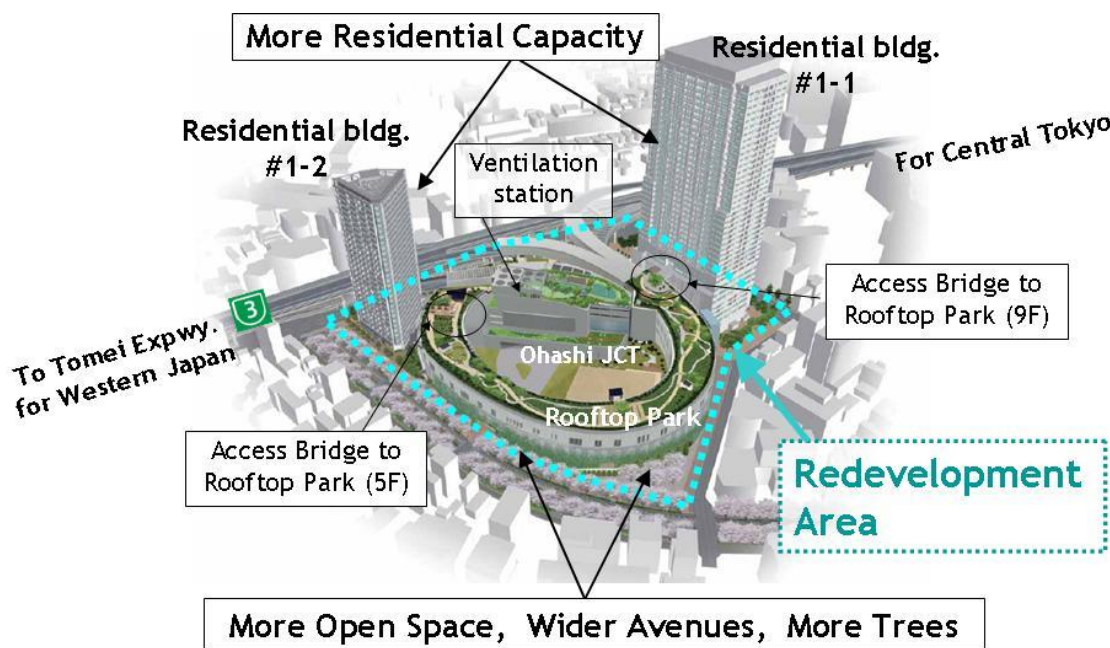 More Residential Capacity
Residential bldg.
#1-1
Residential bldg.
#1-2
Ventilation
station
For Central Tokyo
Access Bridge to
Rooftop Park (9F)
3
To Tomei Expwy.
for Western Japan
Ohashi JCT
Rooftop Park
Access Bridge to
Rooftop Park (5F)
Redevelopment
Area
More Open Space, Wider Avenues, More Trees